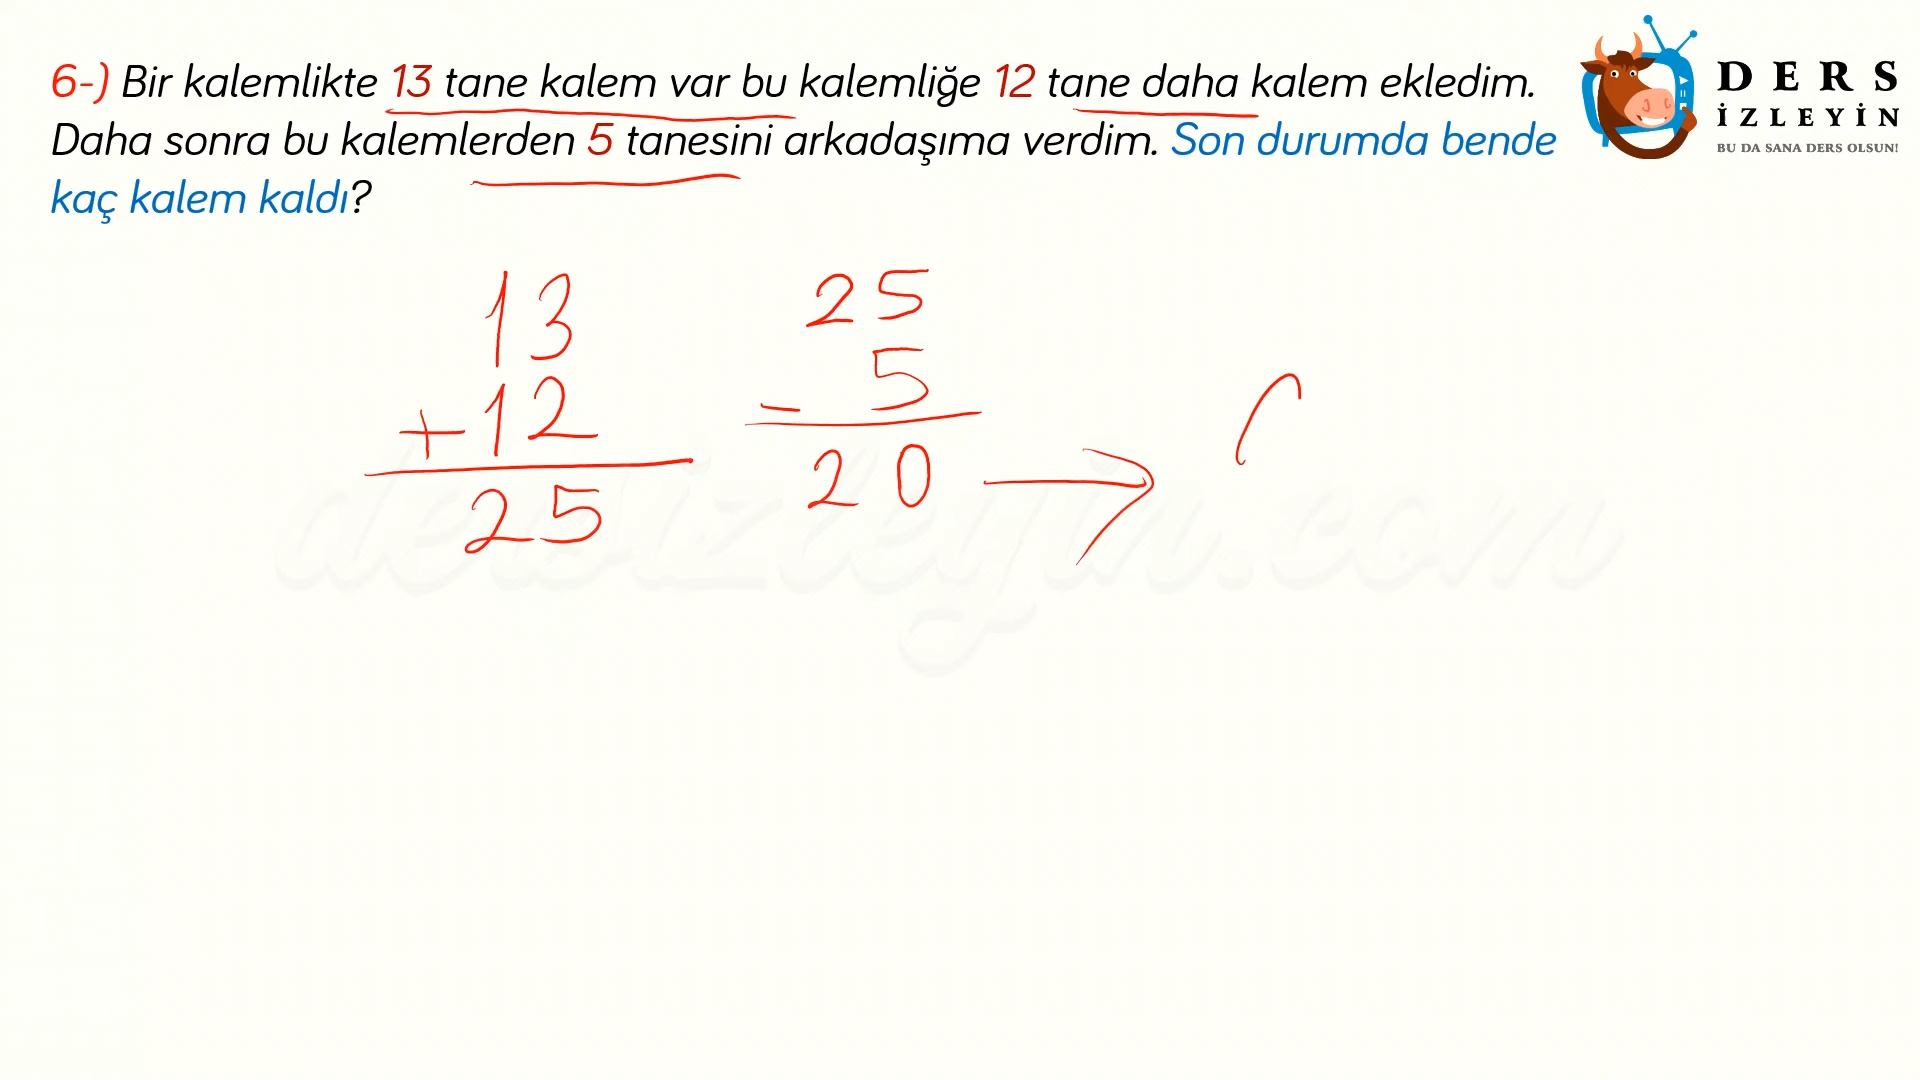 6-) Bir kalemlikte 13 tane kalem var bu kalemliğe 12 tane daha kalem ekledim.
Daha sonra bu kalemlerden 5 tanesini arkadaşıma verdim. Son durumda bende
kaç kalem kaldı?
DERS
İZLEYİN
BU DA SANA DERS OLSUN!
13
+12
25
25
- 5
20
dersizleyin.com